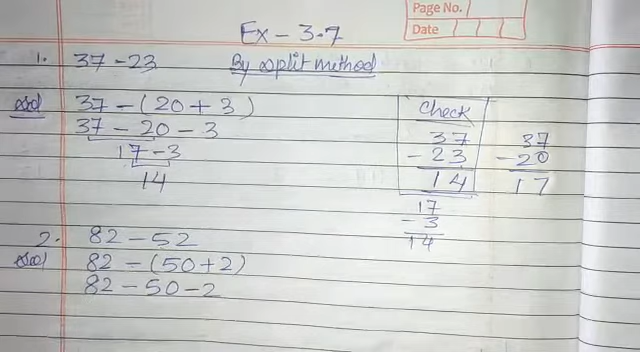 Page No.
Date
Ex - 3.7
1. 37 - 23 By split method
sol 37 - (20 + 3)
37 - 20 - 3
17 - 3
14
Check
37
- 23
14
37
- 20
17
17
- 3
14
2. 82 - 52
sol 82 - (50 + 2)
82 - 50 - 2